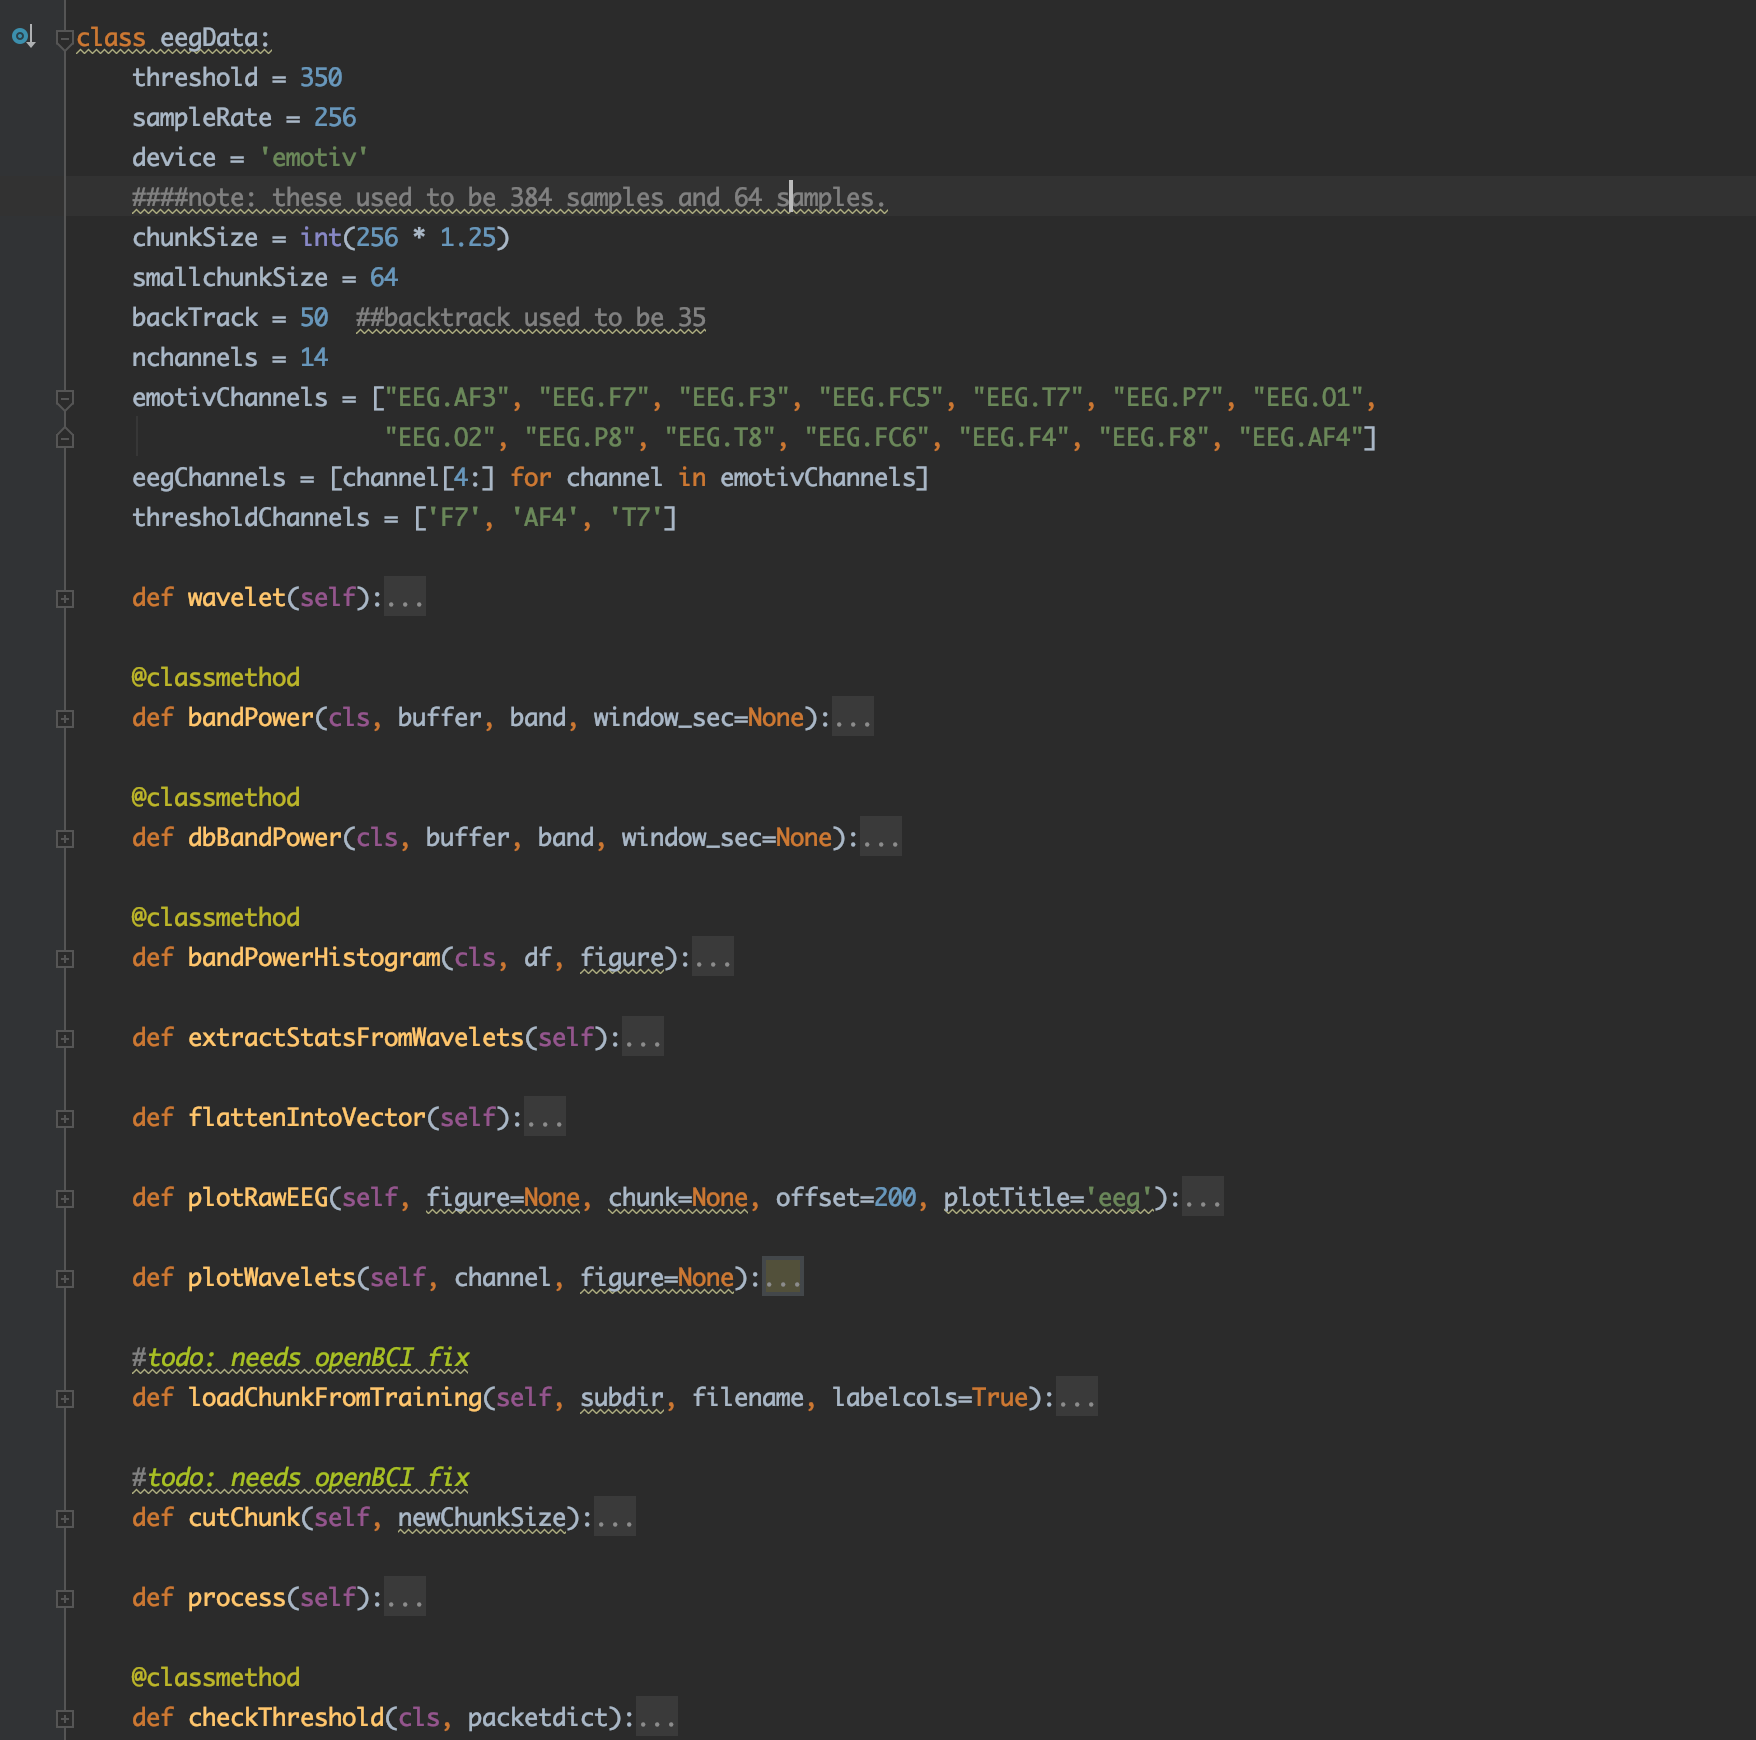 class eegData:
    threshold = 350
    sampleRate = 256
    device = 'emotiv'
    ####note: these used to be 384 samples and 64 samples.
    chunkSize = int(256 * 1.25)
    smallchunkSize = 64
    backTrack = 50  ##backtrack used to be 35
    nchannels = 14
    emotivChannels = ["EEG.AF3", "EEG.F7", "EEG.F3", "EEG.FC5", "EEG.T7", "EEG.P7", "EEG.O1",
                      "EEG.O2", "EEG.P8", "EEG.T8", "EEG.FC6", "EEG.F4", "EEG.F8", "EEG.AF4"]
    eegChannels = [channel[4:] for channel in emotivChannels]
    thresholdChannels = ['F7', 'AF4', 'T7']
    def wavelet(self):...
    @classmethod
    def bandPower(cls, buffer, band, window_sec=None):...
    @classmethod
    def dbBandPower(cls, buffer, band, window_sec=None):...
    @classmethod
    def bandPowerHistogram(cls, df, figure):...
    def extractStatsFromWavelets(self):...
    def flattenIntoVector(self):...
    def plotRawEEG(self, figure=None, chunk=None, offset=200, plotTitle='eeg'):...
    def plotWavelets(self, channel, figure=None):...
    #todo: needs openBCI fix
    def loadChunkFromTraining(self, subdir, filename, labelcols=True):...
    #todo: needs openBCI fix
    def cutChunk(self, newChunkSize):...
    def process(self):...
    @classmethod
    def checkThreshold(cls, packetdict):...